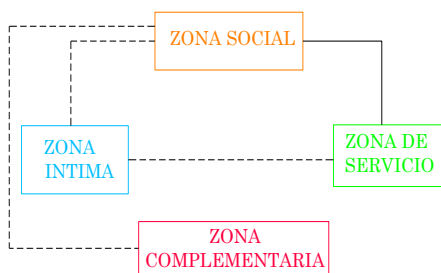 ZONA SOCIAL
ZONA
INTIMA
ZONA DE
SERVICIO
ZONA
COMPLEMENTARIA